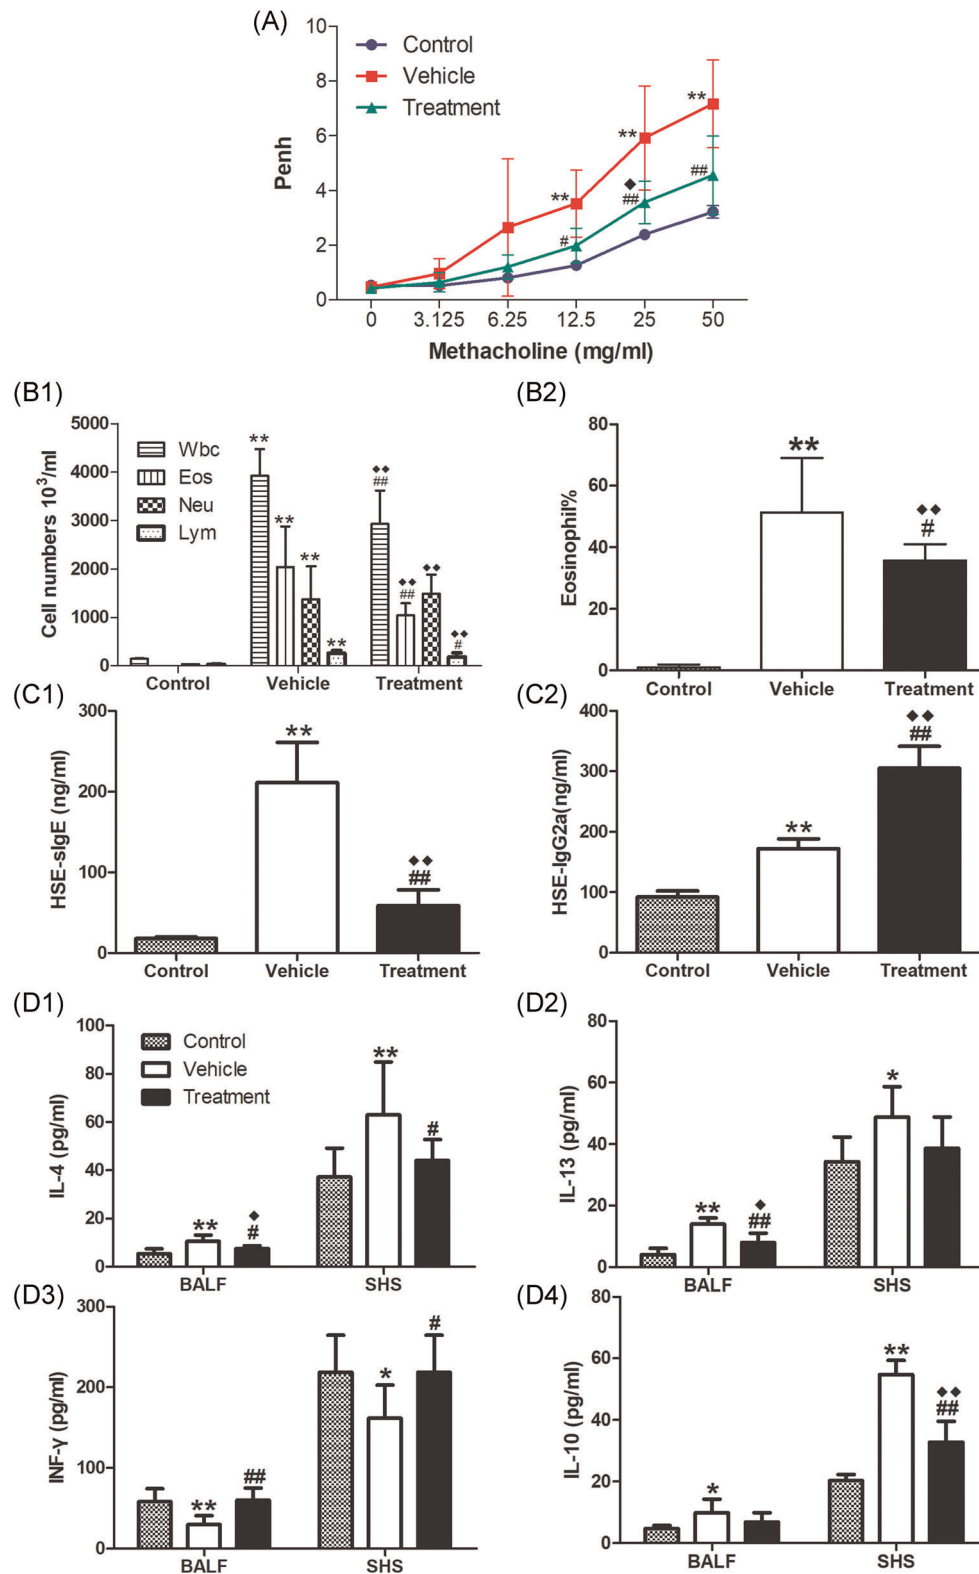 (A)
10
8
6
4
2
0
Penh
Control
Vehicle
Treatment
**
**
**
◆
##
##
#
0 3.125 6.25 12.5 25 50
Methacholine (mg/ml)
(B1)
5000
4000
3000
2000
1000
0
Cell numbers 10³/ml
Wbc
Eos
Neu
Lym
**
**
**
**
◆◆
##
◆◆
##
◆◆
◆◆
#
Control Vehicle Treatment
(B2)
80
60
40
20
0
Eosinophil%
**
◆◆
#
Control Vehicle Treatment
(C1)
300
200
100
0
HSE-sIgE (ng/ml)
**
◆◆
##
Control Vehicle Treatment
(C2)
400
300
200
100
0
HSE-IgG2a(ng/ml)
**
◆◆
##
Control Vehicle Treatment
(D1)
100
80
60
40
20
0
IL-4 (pg/ml)
Control
Vehicle
Treatment
**
◆
#
**
#
BALF SHS
(D2)
80
60
40
20
0
IL-13 (pg/ml)
**
◆
##
*
BALF SHS
(D3)
300
200
100
0
INF-γ (pg/ml)
**
##
*
#
BALF SHS
(D4)
80
60
40
20
0
IL-10 (pg/ml)
*
**
◆◆
##
BALF SHS